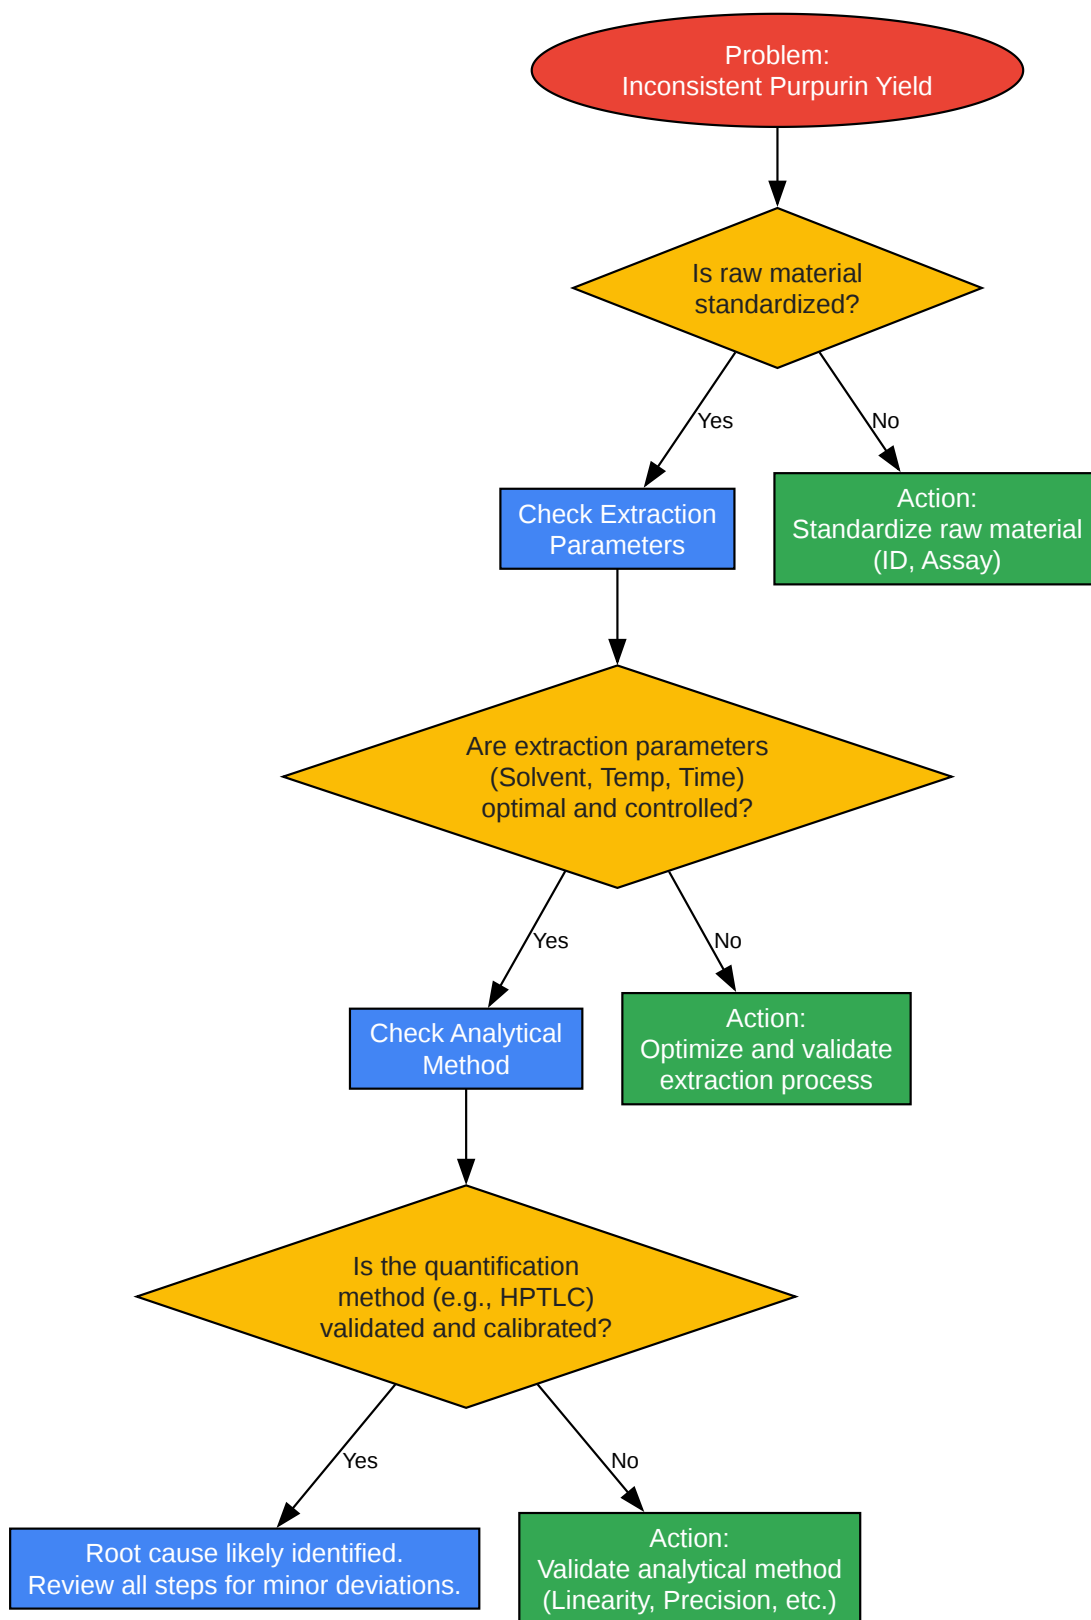 Problem:
Inconsistent Purpurin Yield
Is raw material
standardized?
Yes
No
Check Extraction
Parameters
Action:
Standardize raw material
(ID, Assay)
Are extraction parameters
(Solvent, Temp, Time)
optimal and controlled?
Yes
No
Check Analytical
Method
Action:
Optimize and validate
extraction process
Is the quantification
method (e.g., HPTLC)
validated and calibrated?
Yes
No
Root cause likely identified.
Review all steps for minor deviations.
Action:
Validate analytical method
(Linearity, Precision, etc.)